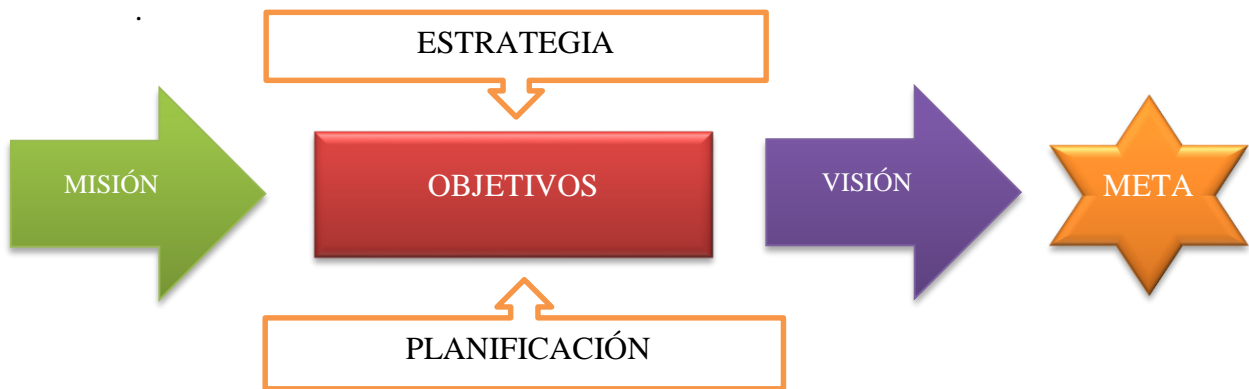 .
ESTRATEGIA
MISIÓN
OBJETIVOS
VISIÓN
META
PLANIFICACIÓN